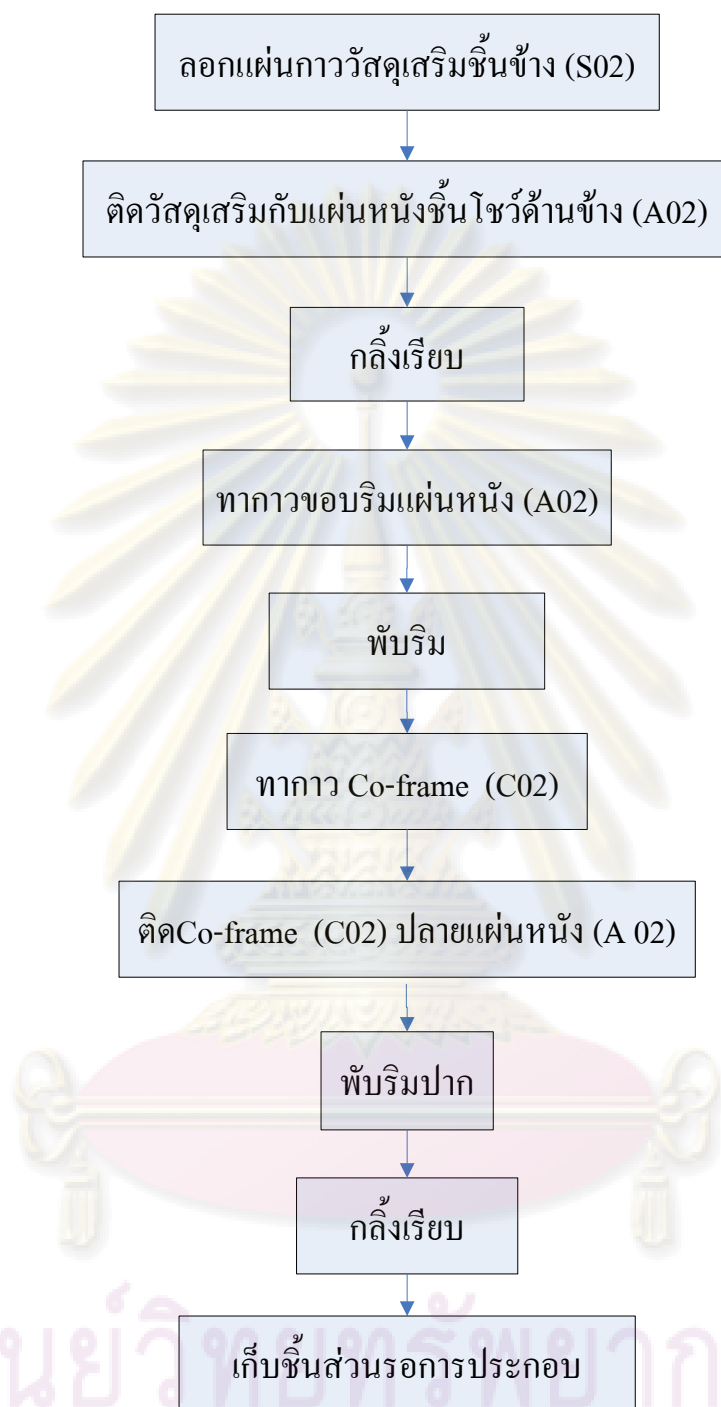 ลอกแผ่นกาววัสดุเสริมชิ้นข้าง (S02)
ติดวัสดุเสริมกับแผ่นหนังชิ้นโชว์ด้านข้าง (A02)
กลิ้งเรียบ
ทากาวขอบริมแผ่นหนัง (A02)
พับริม
ทากาว Co-frame (C02)
ติดCo-frame (C02) ปลายแผ่นหนัง (A 02)
พับริมปาก
กลิ้งเรียบ
เก็บชิ้นส่วนรอการประกอบ